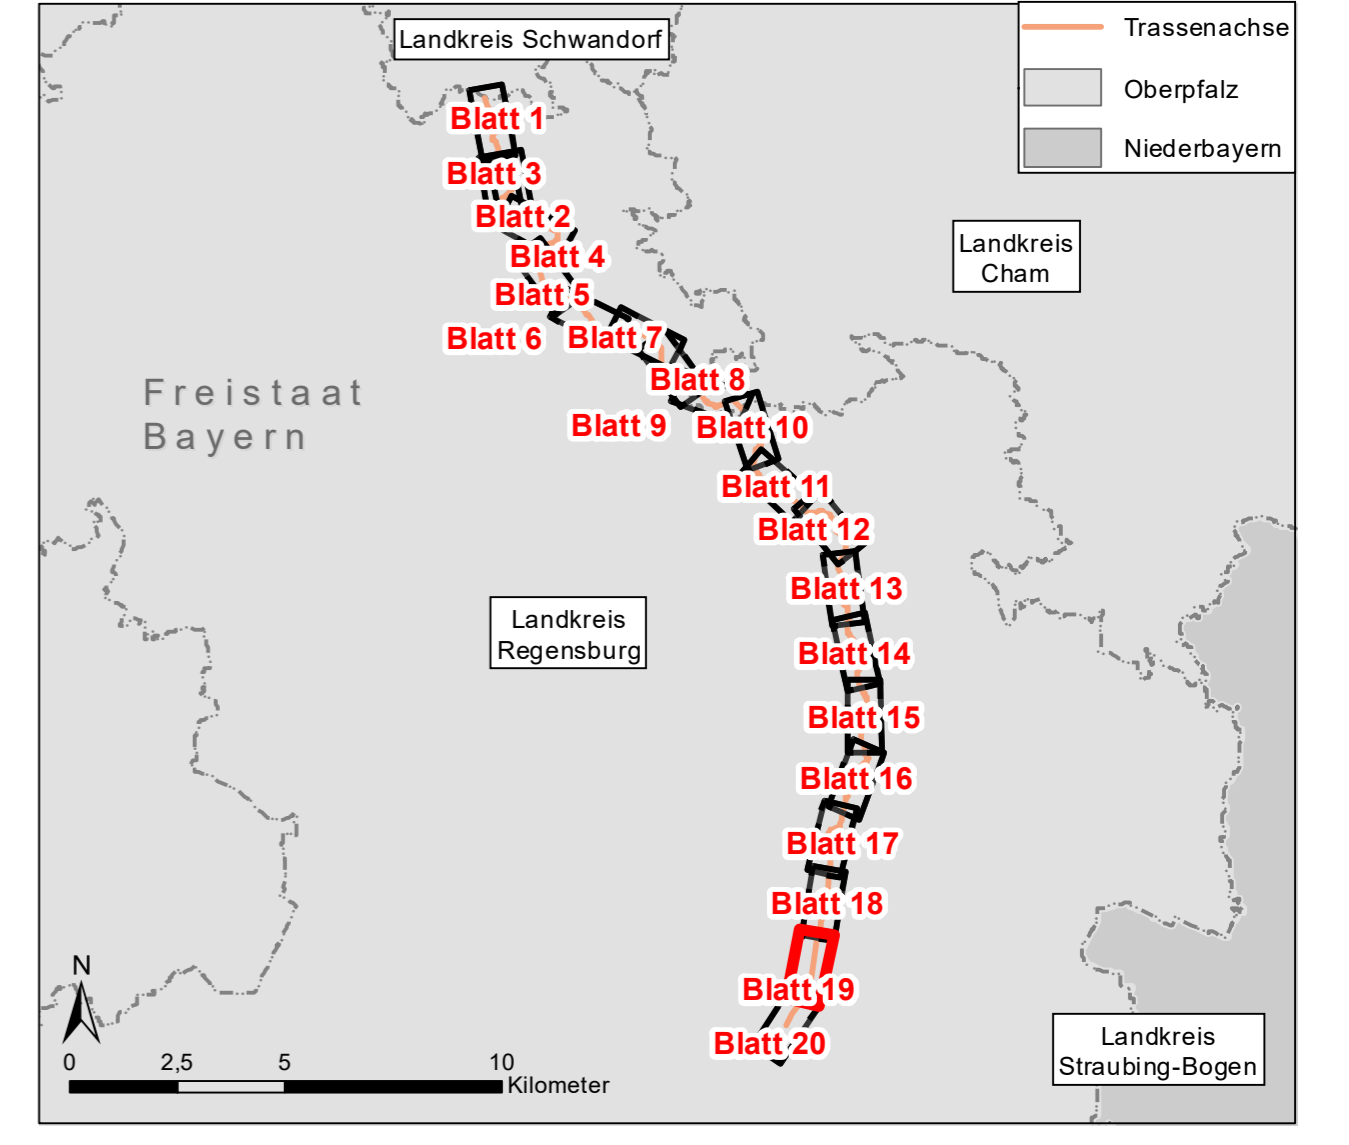 Landkreis Schwandorf
Trassenachse
Oberpfalz
Niederbayern
Blatt 1
Blatt 3
Blatt 2
Blatt 4
Blatt 5
Blatt 6
Blatt 7
Blatt 8
Blatt 9
Blatt 10
Blatt 11
Blatt 12
Blatt 13
Blatt 14
Blatt 15
Blatt 16
Blatt 17
Blatt 18
Blatt 19
Blatt 20
Landkreis
Cham
Freistaat
Bayern
Landkreis
Regensburg
Landkreis
Straubing-Bogen
N
0 2,5 5 10
Kilometer